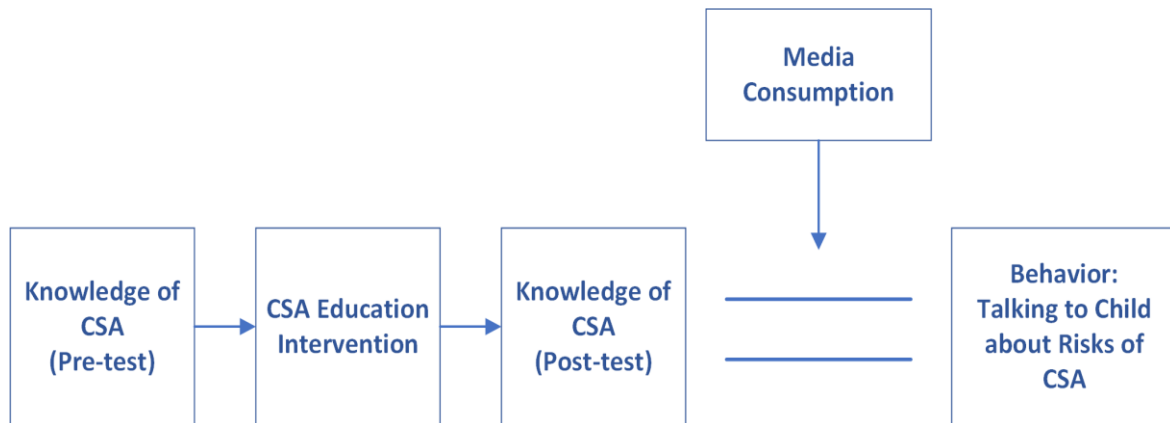 Media
Consumption
Knowledge of
CSA
(Pre-test)
CSA Education
Intervention
Knowledge of
CSA
(Post-test)
Behavior:
Talking to Child
about Risks of
CSA